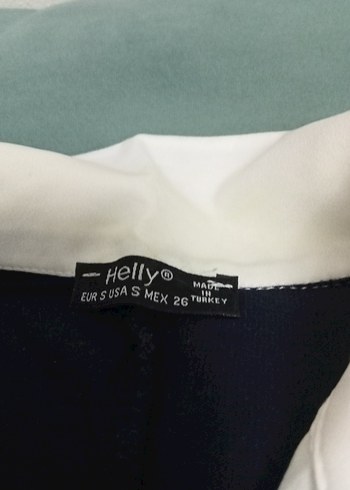 Helly®
EUR S USA S MEX 26
MADE
IN
TURKEY